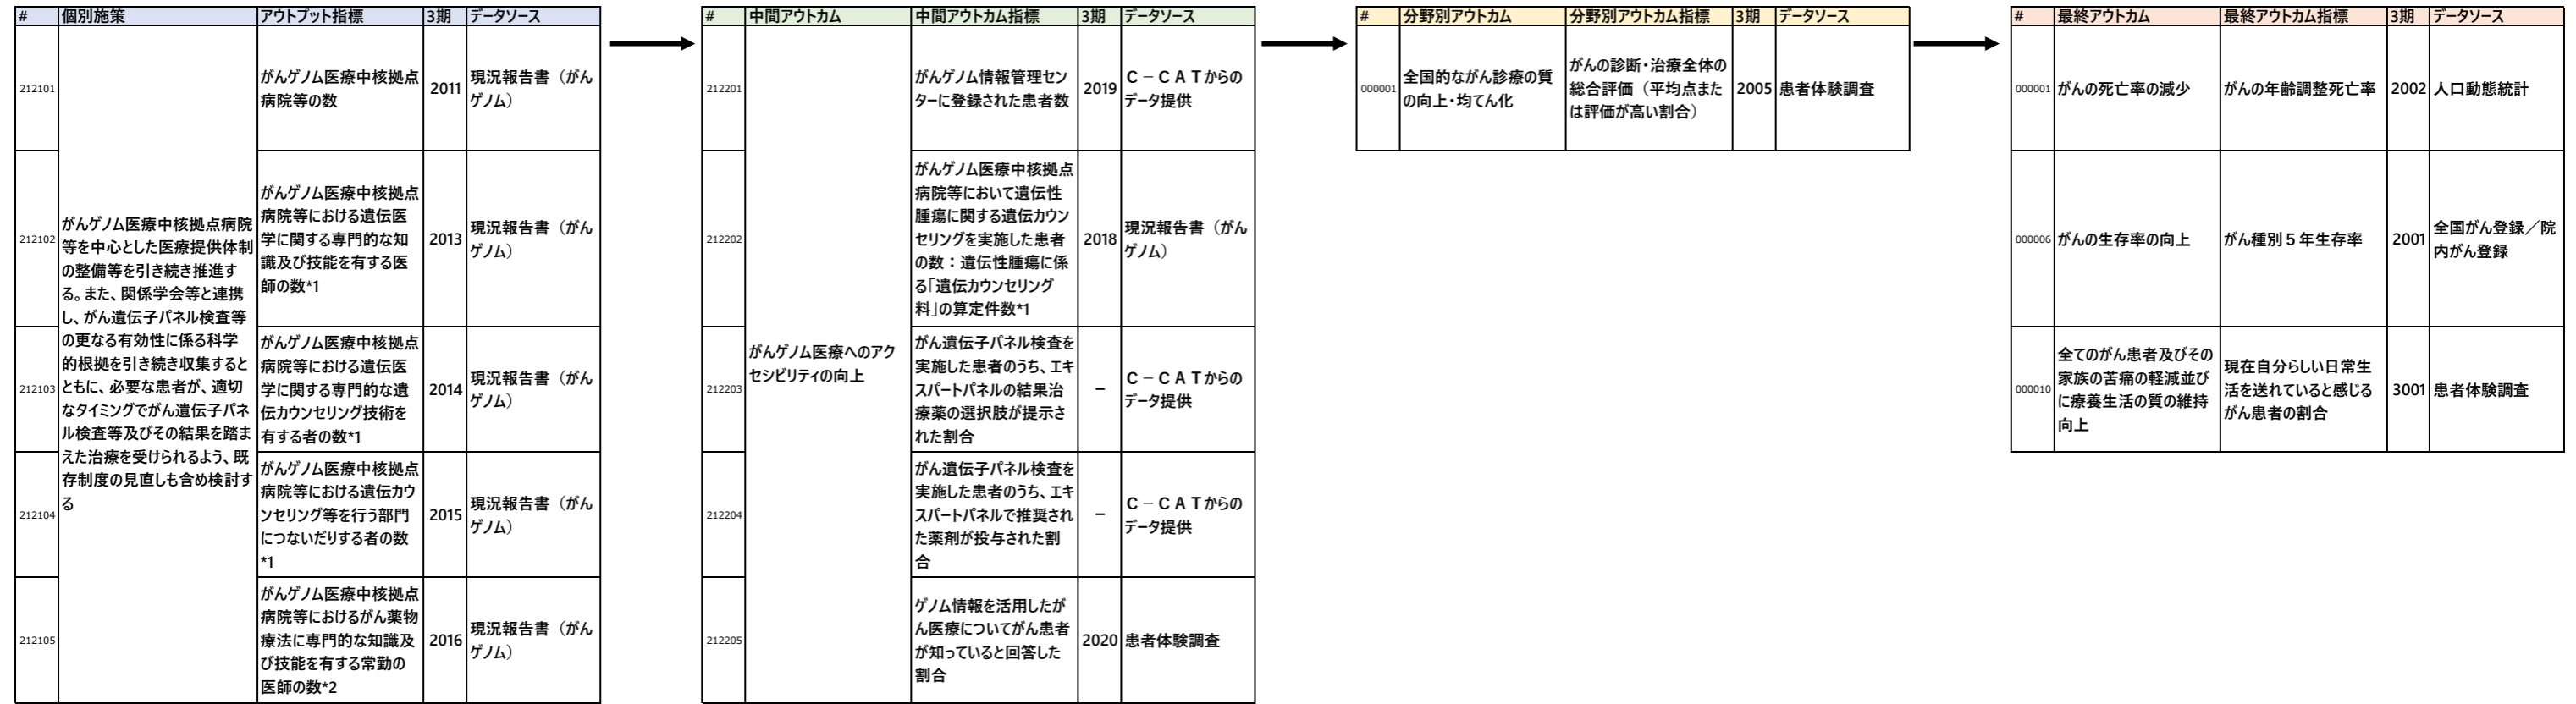 # 個別施策 アウトプット指標 3期 データソース
212101
がんゲノム医療中核拠点病院
等を中心とした医療提供体制
の整備等を引き続き推進す
る。また、関係学会等と連携
し、がん遺伝子パネル検査等
の更なる有効性に係る科学
的根拠を引き続き収集すると
ともに、必要な患者が、適切
なタイミングでがん遺伝子パネ
ル検査等及びその結果を踏ま
えた治療を受けられるよう、既
存制度の見直しも含め検討す
る
がんゲノム医療中核拠点
病院等の数
2011
現況報告書（がん
ゲノム）
212102
がんゲノム医療中核拠点
病院等における遺伝医
学に関する専門的な知
識及び技能を有する医
師の数*1
2013
現況報告書（がん
ゲノム）
212103
がんゲノム医療中核拠点
病院等における遺伝医
学に関する専門的な遺
伝カウンセリング技術を
有する者の数*1
2014
現況報告書（がん
ゲノム）
212104
がんゲノム医療中核拠点
病院等における遺伝カウ
ンセリング等を行う部門
につないだりする者の数
*1
2015
現況報告書（がん
ゲノム）
212105
がんゲノム医療中核拠点
病院等におけるがん薬物
療法に専門的な知識及
び技能を有する常勤の
医師の数*2
2016
現況報告書（がん
ゲノム）
# 中間アウトカム 中間アウトカム指標 3期 データソース
212201
がんゲノム医療へのアク
セシビリティの向上
がんゲノム情報管理セン
ターに登録された患者数
2019
Ｃ－ＣＡＴからの
データ提供
212202
がんゲノム医療中核拠点
病院等において遺伝性
腫瘍に関する遺伝カウン
セリングを実施した患者
の数：遺伝性腫瘍に係
る「遺伝カウンセリング
料」の算定件数*1
2018
現況報告書（がん
ゲノム）
212203
がん遺伝子パネル検査を
実施した患者のうち、エキ
スパートパネルの結果治
療薬の選択肢が提示さ
れた割合
－
Ｃ－ＣＡＴからの
データ提供
212204
がん遺伝子パネル検査を
実施した患者のうち、エキ
スパートパネルで推奨され
た薬剤が投与された割
合
－
Ｃ－ＣＡＴからの
データ提供
212205
ゲノム情報を活用したが
ん医療についてがん患者
が知っていると回答した
割合
2020
患者体験調査
# 分野別アウトカム 分野別アウトカム指標 3期 データソース
000001
全国的ながん診療の質
の向上・均てん化
がんの診断・治療全体の
総合評価（平均点また
は評価が高い割合）
2005
患者体験調査
# 最終アウトカム 最終アウトカム指標 3期 データソース
000001
がんの死亡率の減少
がんの年齢調整死亡率
2002
人口動態統計
000006
がんの生存率の向上
がん種別５年生存率
2001
全国がん登録／院
内がん登録
000010
全てのがん患者及びその
家族の苦痛の軽減並び
に療養生活の質の維持
向上
現在自分らしい日常生
活を送れていると感じる
がん患者の割合
3001
患者体験調査